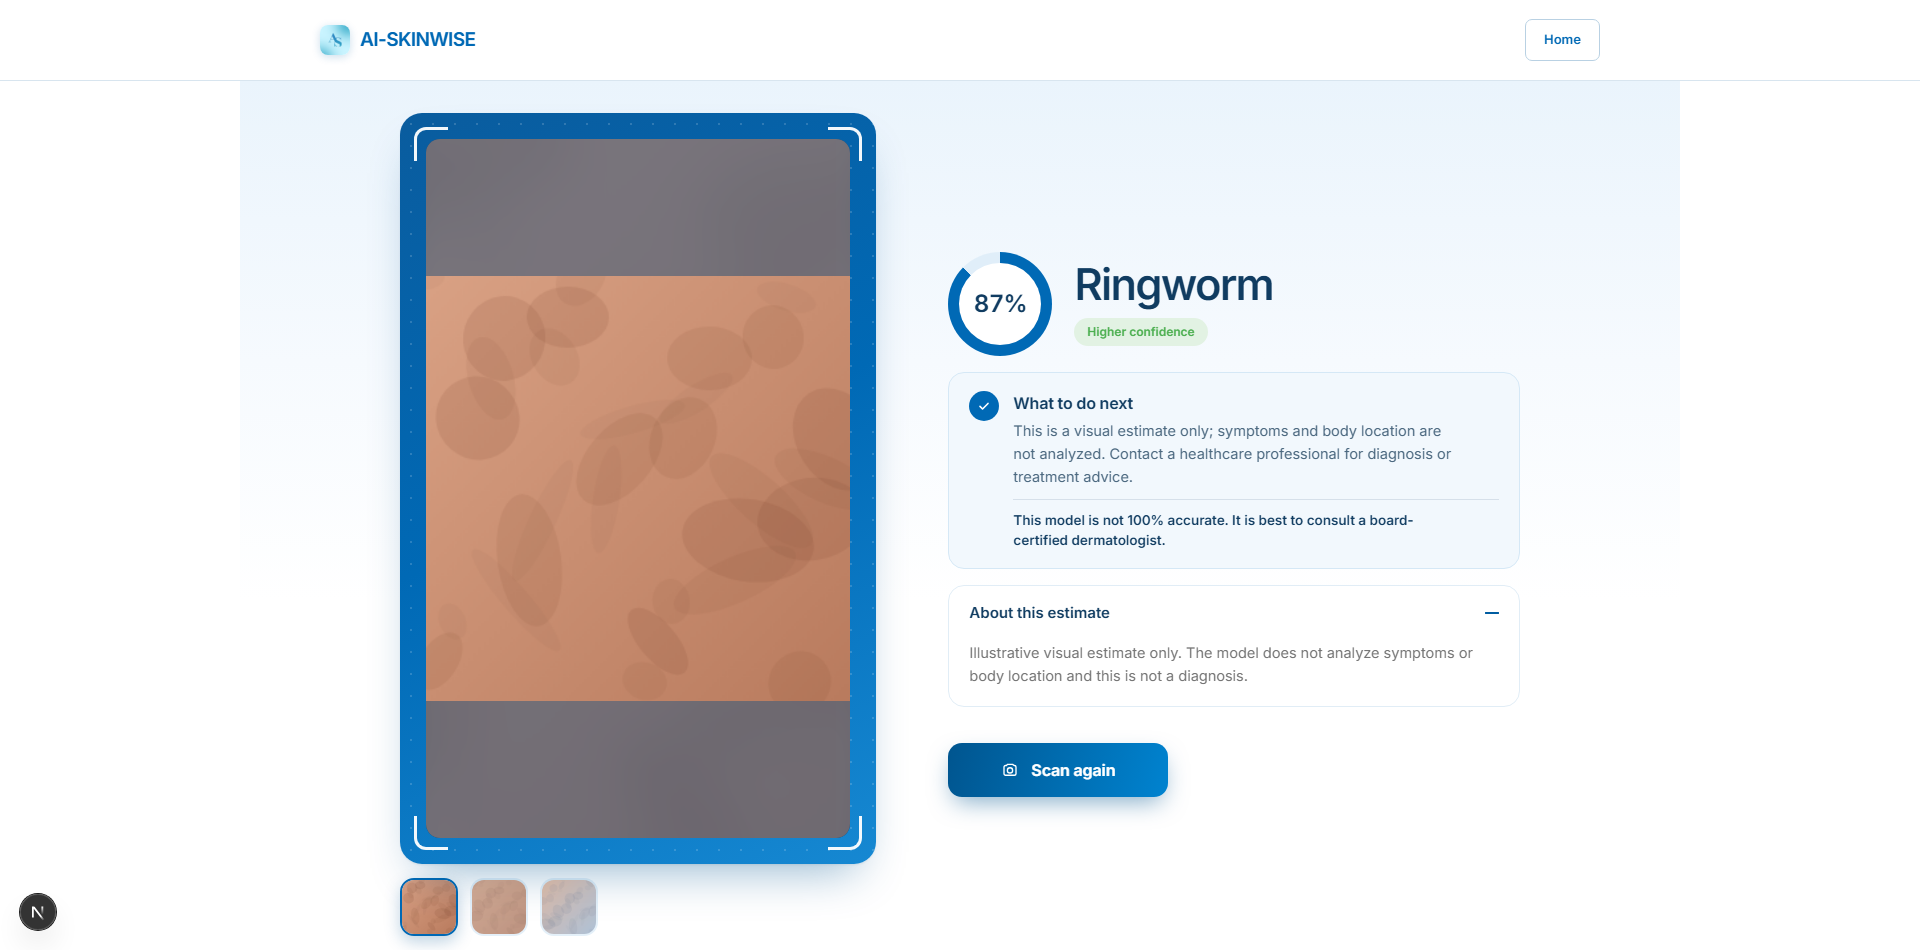 AI-SKINWISE
Home
87%
Ringworm
Higher confidence
What to do next
This is a visual estimate only; symptoms and body location are
not analyzed. Contact a healthcare professional for diagnosis or
treatment advice.
This model is not 100% accurate. It is best to consult a board-
certified dermatologist.
About this estimate
Illustrative visual estimate only. The model does not analyze symptoms or
body location and this is not a diagnosis.
Scan again